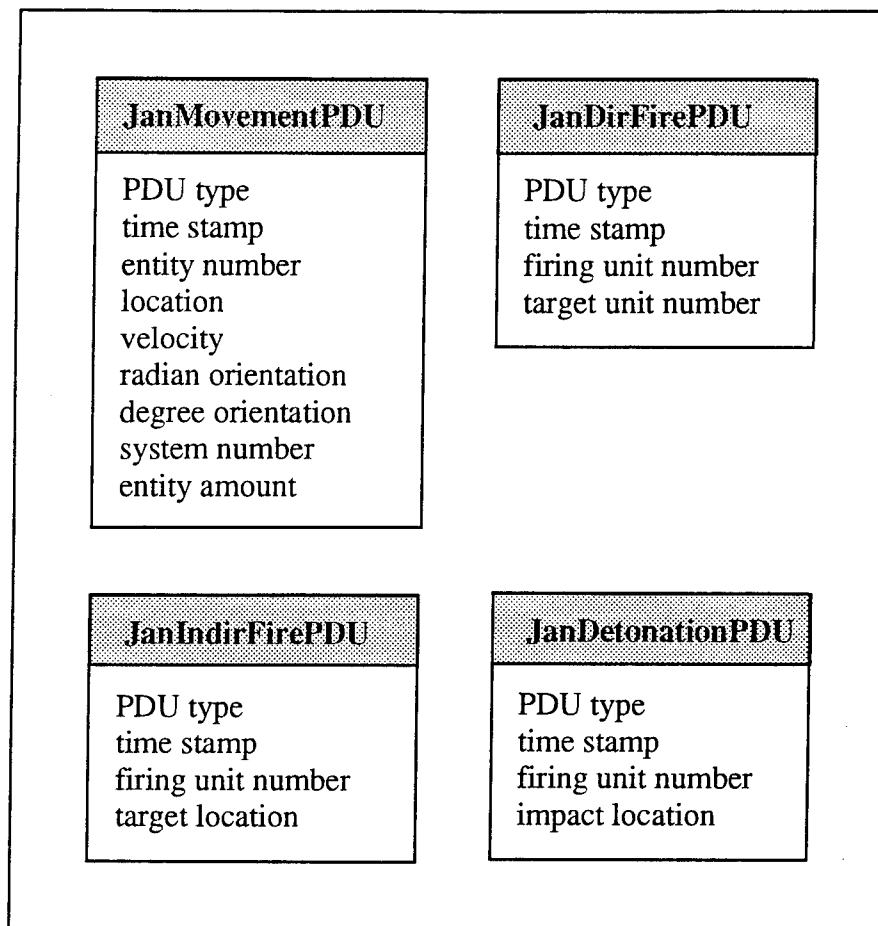 JanMovementPDU
PDU type
time stamp
entity number
location
velocity
radian orientation
degree orientation
system number
entity amount
JanDirFirePDU
PDU type
time stamp
firing unit number
target unit number
JanIndirFirePDU
PDU type
time stamp
firing unit number
target location
JanDetonationPDU
PDU type
time stamp
firing unit number
impact location